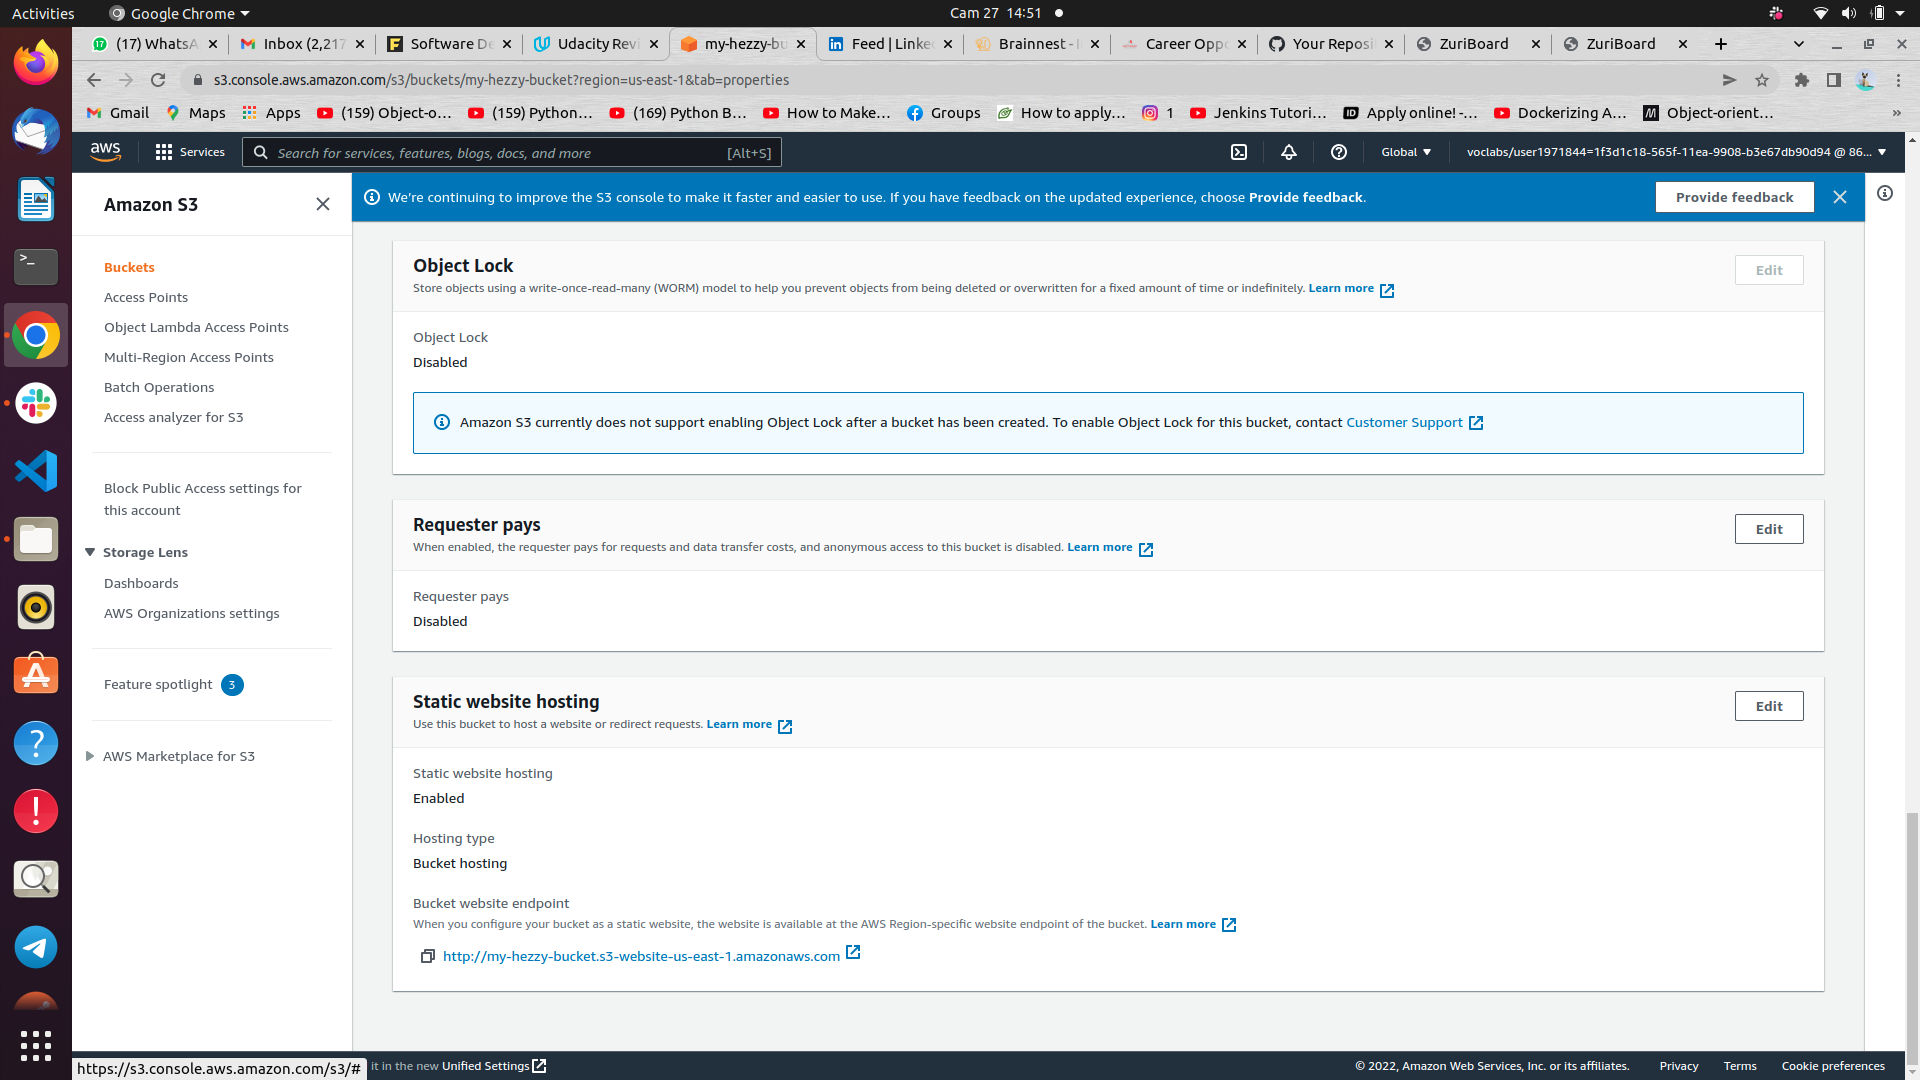 Activities
Google Chrome
Cam 27 14:51
(17) WhatsA
Inbox (2,217
Software De
Udacity Revi
my-hezzy-bu
Feed | Linke
Brainnest - I
Career Oppo
Your Reposi
ZuriBoard
ZuriBoard
s3.console.aws.amazon.com/s3/buckets/my-hezzy-bucket?region=us-east-1&tab=properties
Gmail
Maps
Apps
(159) Object-o...
(159) Python...
(169) Python B...
How to Make...
Groups
How to apply...
1
Jenkins Tutori...
Apply online! -...
Dockerizing A...
Object-orient...
»
aws
Services
Search for services, features, blogs, docs, and more
[Alt+S]
Global
voclabs/user1971844=1f3d1c18-565f-11ea-9908-b3e67db90d94 @ 86...
Amazon S3
We're continuing to improve the S3 console to make it faster and easier to use. If you have feedback on the updated experience, choose Provide feedback.
Provide feedback
Buckets
Access Points
Object Lambda Access Points
Multi-Region Access Points
Batch Operations
Access analyzer for S3
Block Public Access settings for
this account
Storage Lens
Dashboards
AWS Organizations settings
Feature spotlight 3
AWS Marketplace for S3
Object Lock
Edit
Store objects using a write-once-read-many (WORM) model to help you prevent objects from being deleted or overwritten for a fixed amount of time or indefinitely. Learn more
Object Lock
Disabled
Amazon S3 currently does not support enabling Object Lock after a bucket has been created. To enable Object Lock for this bucket, contact Customer Support
Requester pays
Edit
When enabled, the requester pays for requests and data transfer costs, and anonymous access to this bucket is disabled. Learn more
Requester pays
Disabled
Static website hosting
Edit
Use this bucket to host a website or redirect requests. Learn more
Static website hosting
Enabled
Hosting type
Bucket hosting
Bucket website endpoint
When you configure your bucket as a static website, the website is available at the AWS Region-specific website endpoint of the bucket. Learn more
http://my-hezzy-bucket.s3-website-us-east-1.amazonaws.com
https://s3.console.aws.amazon.com/s3/#
it in the new Unified Settings
© 2022, Amazon Web Services, Inc. or its affiliates.
Privacy
Terms
Cookie preferences